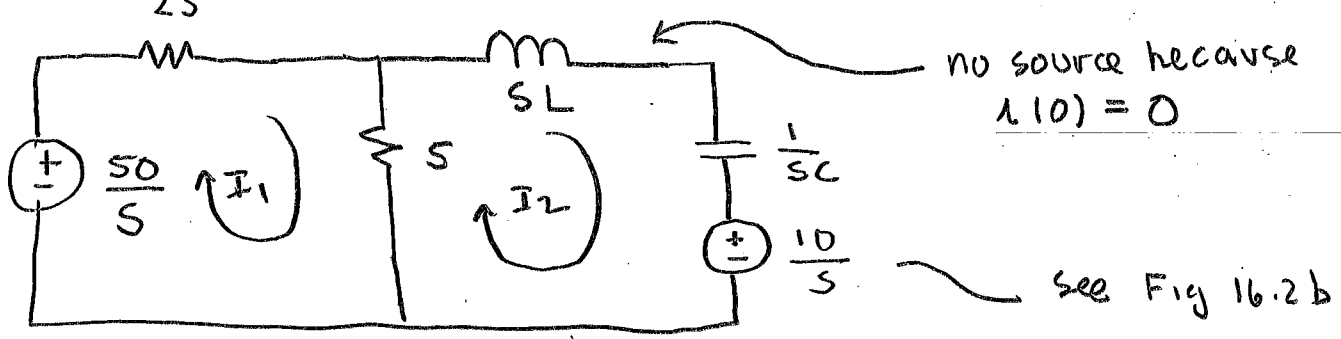 25
50
S
+
-
I1
5
SL
I2
1
SC
+
-
10
S
no source because
i(0) = 0
see Fig 16.2b